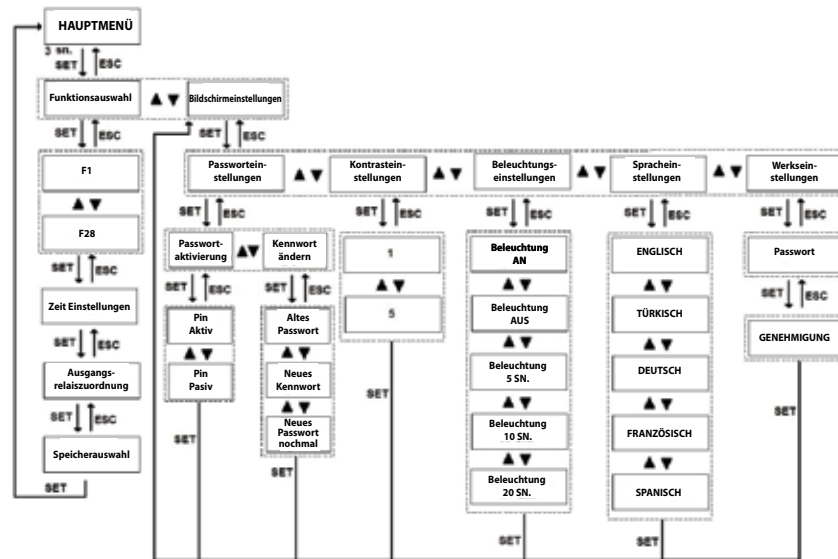 HAUPTMENÜ
3 sn.
SET ESC
Funktionsauswahl
▲ ▼
Bildschirmeinstellungen
SET ESC
SET ESC
F1
▲ ▼
F28
SET ESC
Zeit Einstellungen
SET ESC
Ausgangs-
relaiszuordnung
SET ESC
Speicherauswahl
SET
Passwortein-
stellungen
▲ ▼
Kontrastein-
stellungen
▲ ▼
Beleuchtungs-
einstellungen
▲ ▼
Sprachein-
stellungen
▲ ▼
Werksein-
stellungen
SET ESC
SET ESC
SET ESC
SET ESC
SET ESC
Passwort-
aktivierung
▲ ▼
Kennwort
ändern
SET ESC
SET ESC
Pin
Aktiv
▲ ▼
Pin
Pasiv
SET
Altes
Passwort
▲ ▼
Neues
Kennwort
▲ ▼
Neues
Passwort
nochmal
SET
1
▲ ▼
5
SET
Beleuchtung
AN
▲ ▼
Beleuchtung
AUS
▲ ▼
Beleuchtung
5 SN.
▲ ▼
Beleuchtung
10 SN.
▲ ▼
Beleuchtung
20 SN.
SET
ENGLISCH
▲ ▼
TÜRKISCH
▲ ▼
DEUTSCH
▲ ▼
FRANZÖSISCH
▲ ▼
SPANISCH
SET
Passwort
SET ESC
GENEHMIGUNG
SET